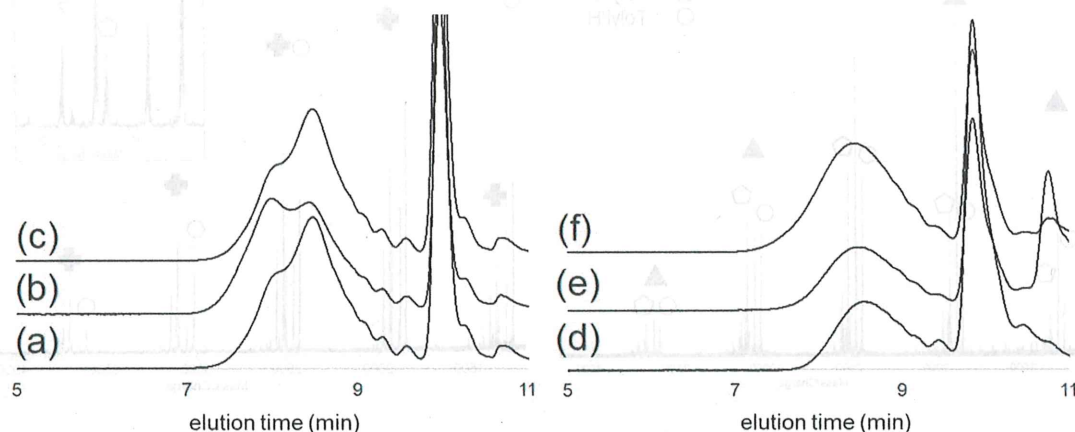 (c)
(b)
(a)
5 7 9 11
elution time (min)
(f)
(e)
(d)
5 7 9 11
elution time (min)